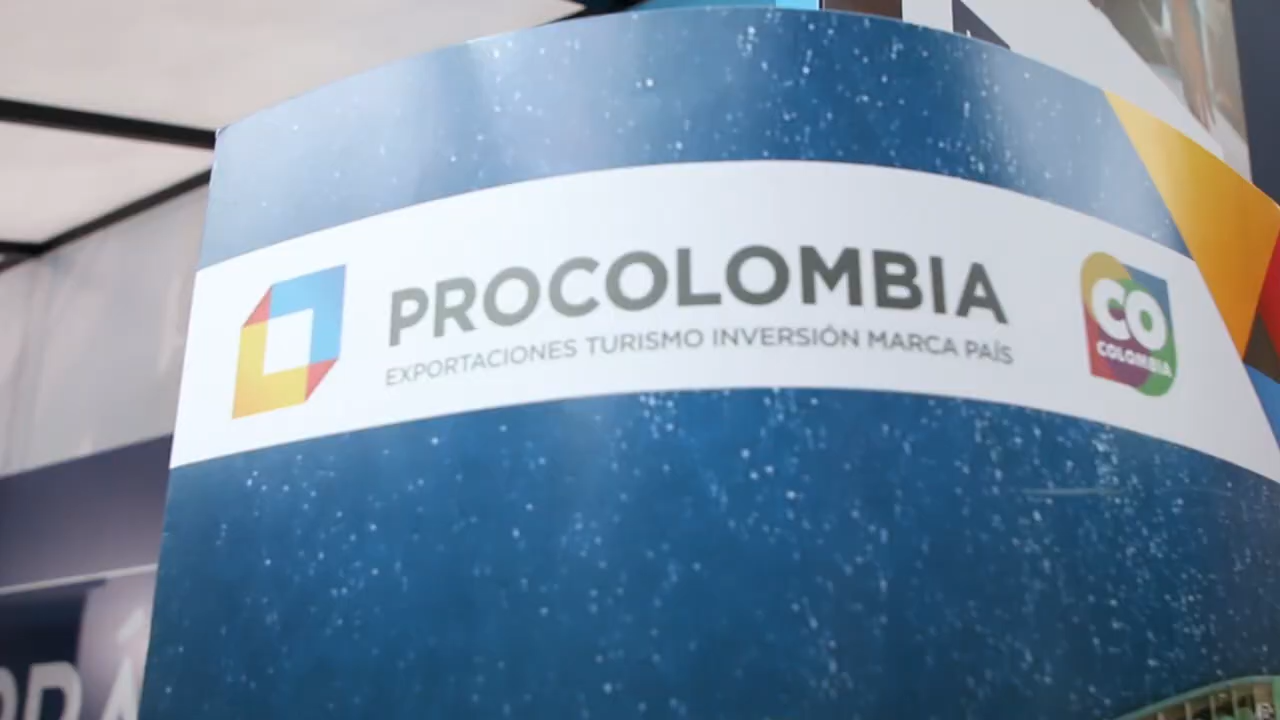 PROCOLOMBIA
EXPORTACIONES TURISMO INVERSIÓN MARCA PAÍS
CO
COLOMBIA